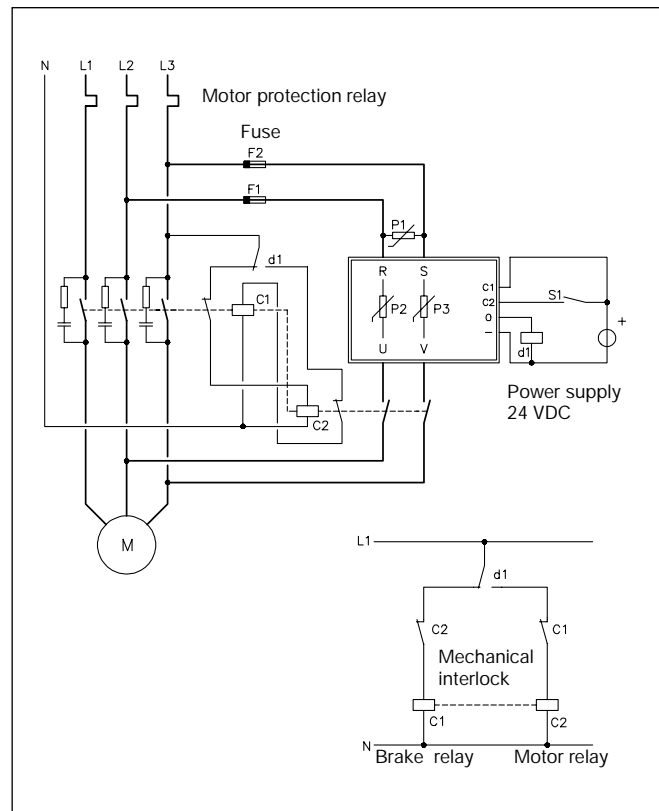 N L1 L2 L3
Motor protection relay
Fuse
F2
F1
P1
d1
R S
C1
C1
C2
S1
P2 P3
O
+
–
d1
U V
Power supply
24 VDC
C2
M
L1
d1
C2 C1
Mechanical
interlock
C1 C2
N
Brake relay Motor relay